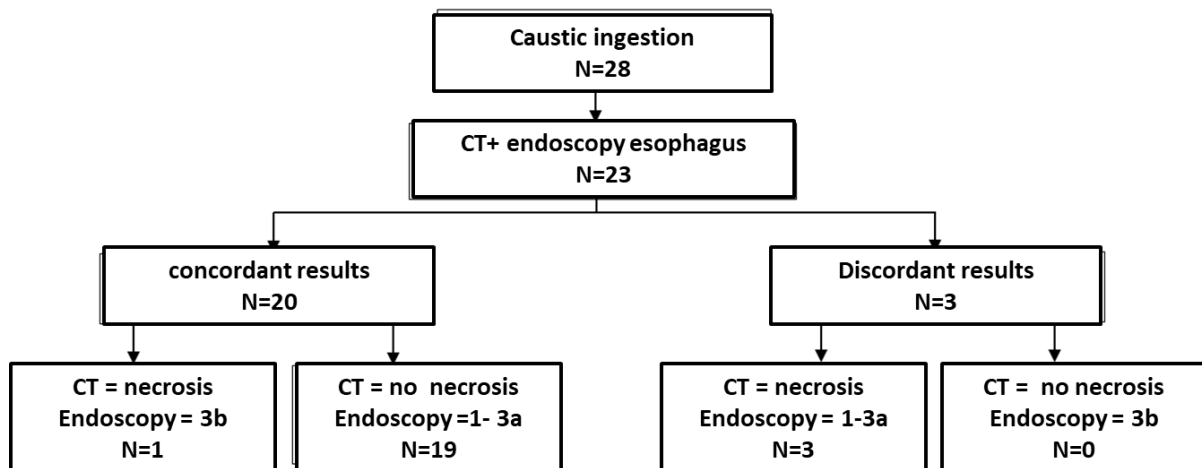 Caustic ingestion
N=28
CT+ endoscopy esophagus
N=23
concordant results
N=20
Discordant results
N=3
CT = necrosis
Endoscopy = 3b
N=1
CT = no necrosis
Endoscopy =1- 3a
N=19
CT = necrosis
Endoscopy = 1-3a
N=3
CT = no necrosis
Endoscopy = 3b
N=0